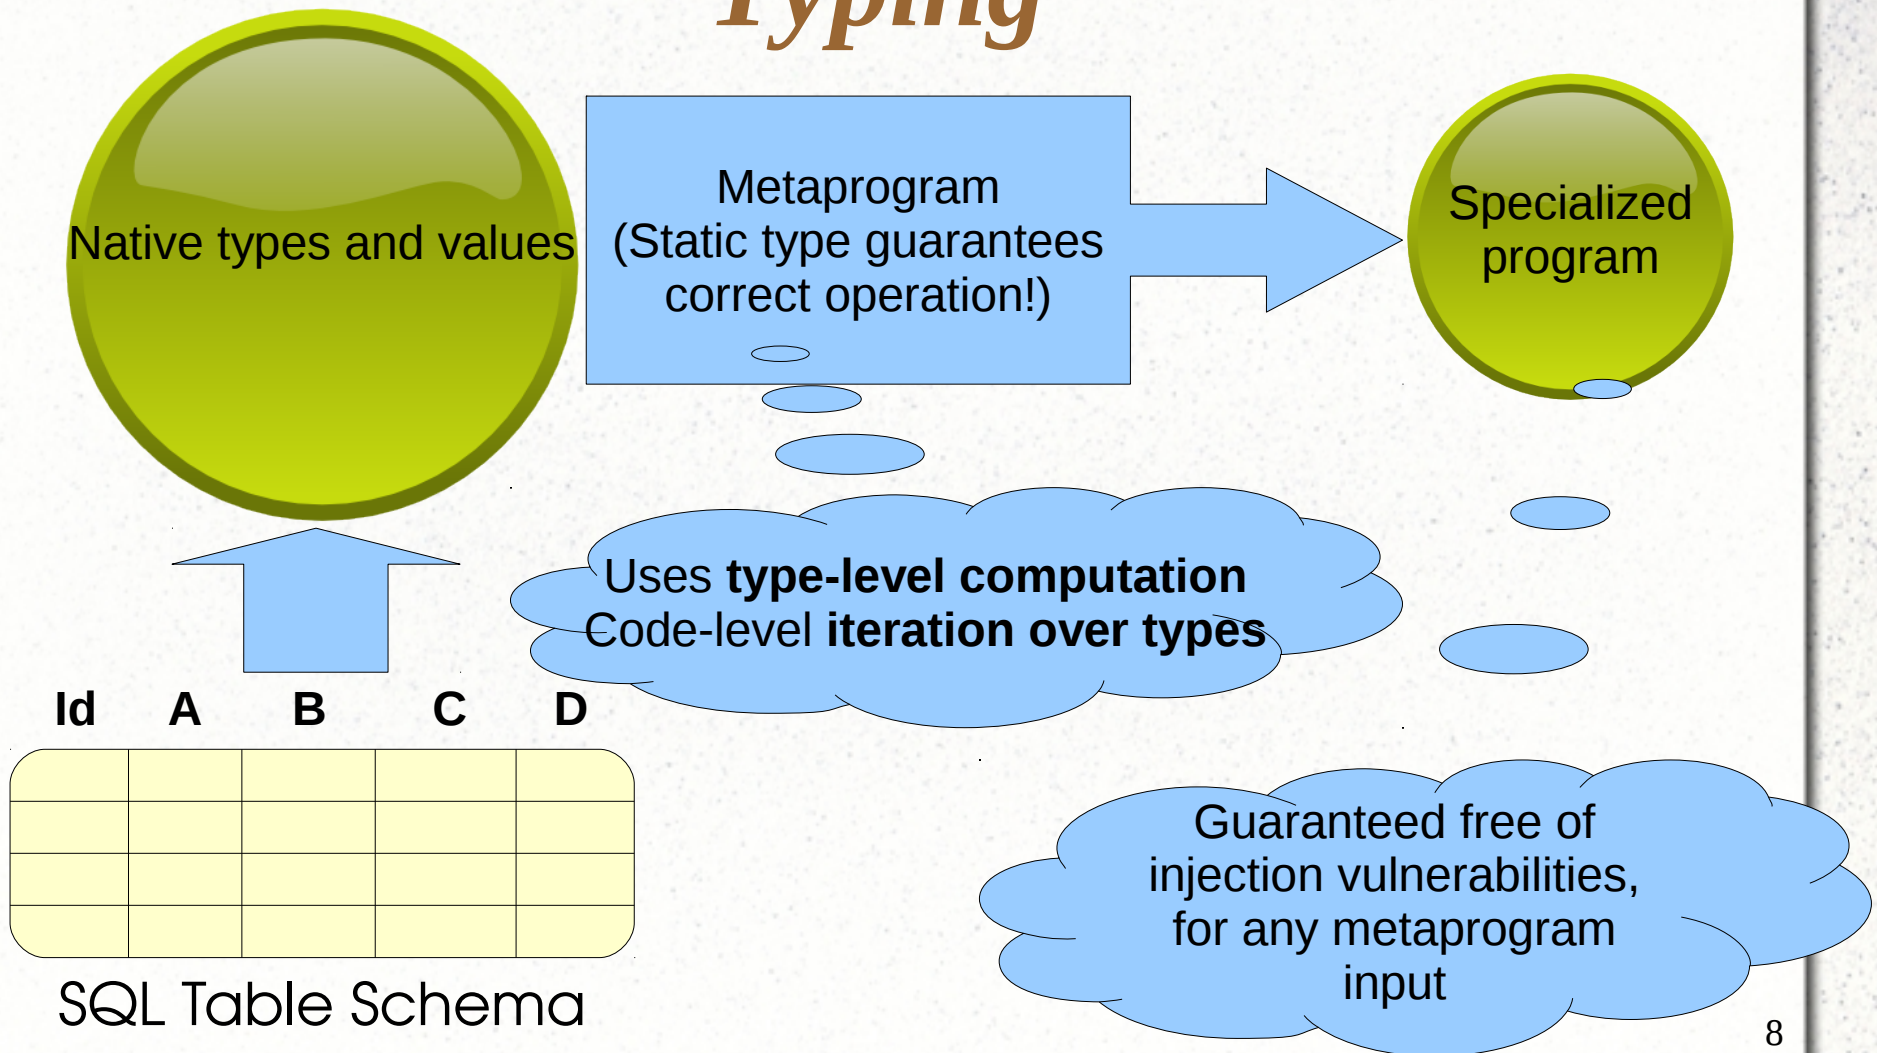 Typing
Native types and values
Metaprogram
(Static type guarantees
correct operation!)
Specialized
program
Uses type-level computation
Code-level iteration over types
Id A B C D
SQL Table Schema
Guaranteed free of
injection vulnerabilities,
for any metaprogram
input
8